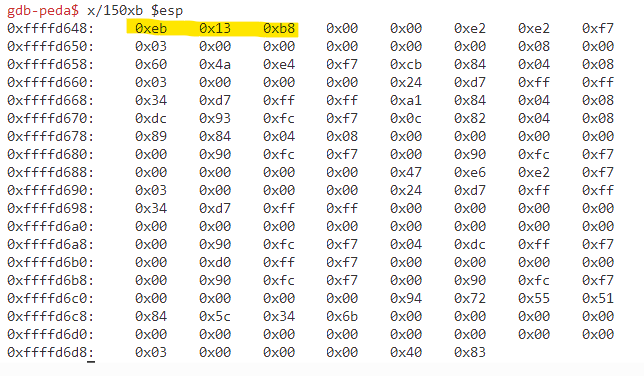 gdb-peda$ x/150xb $esp
0xffffd648: 0xeb 0x13 0xb8 0x00 0x00 0xe2 0xe2 0xf7
0xffffd650: 0x03 0x00 0x00 0x00 0x00 0x00 0x08 0x00
0xffffd658: 0x60 0x4a 0xe4 0xf7 0xcb 0x84 0x04 0x08
0xffffd660: 0x03 0x00 0x00 0x00 0x24 0xd7 0xff 0xff
0xffffd668: 0x34 0xd7 0xff 0xff 0xa1 0x84 0x04 0x08
0xffffd670: 0xdc 0x93 0xfc 0xf7 0x0c 0x82 0x04 0x08
0xffffd678: 0x89 0x84 0x04 0x08 0x00 0x00 0x00 0x00
0xffffd680: 0x00 0x90 0xfc 0xf7 0x00 0x90 0xfc 0xf7
0xffffd688: 0x00 0x00 0x00 0x00 0x47 0xe6 0xe2 0xf7
0xffffd690: 0x03 0x00 0x00 0x00 0x24 0xd7 0xff 0xff
0xffffd698: 0x34 0xd7 0xff 0xff 0x00 0x00 0x00 0x00
0xffffd6a0: 0x00 0x00 0x00 0x00 0x00 0x00 0x00 0x00
0xffffd6a8: 0x00 0x90 0xfc 0xf7 0x04 0xdc 0xff 0xf7
0xffffd6b0: 0x00 0xd0 0xff 0xf7 0x00 0x00 0x00 0x00
0xffffd6b8: 0x00 0x90 0xfc 0xf7 0x00 0x90 0xfc 0xf7
0xffffd6c0: 0x00 0x00 0x00 0x00 0x94 0x72 0x55 0x51
0xffffd6c8: 0x84 0x5c 0x34 0x6b 0x00 0x00 0x00 0x00
0xffffd6d0: 0x00 0x00 0x00 0x00 0x00 0x00 0x00 0x00
0xffffd6d8: 0x03 0x00 0x00 0x00 0x40 0x83